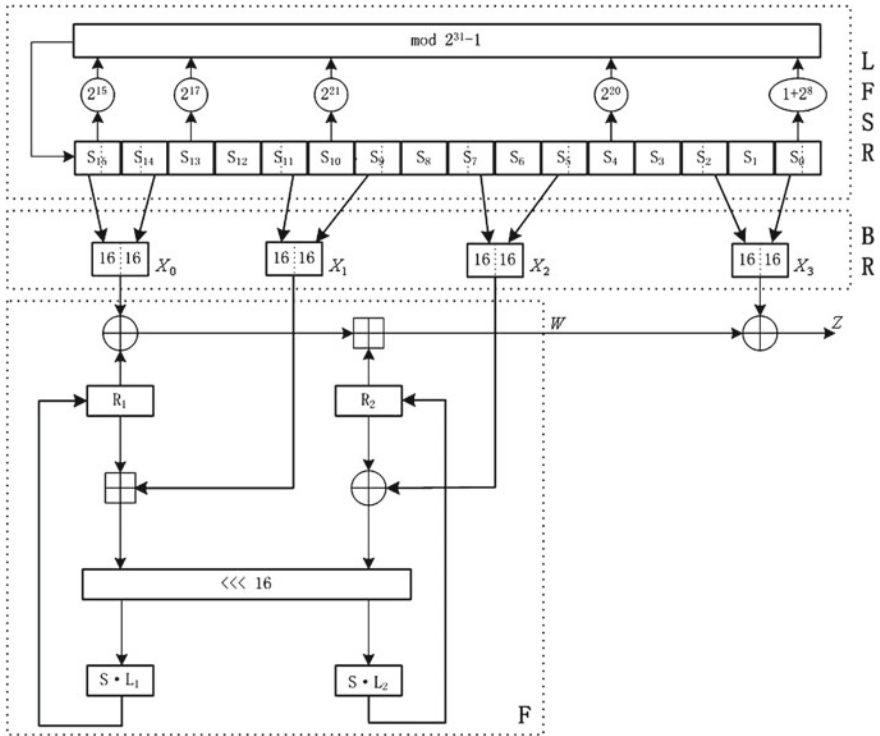 mod 2³¹−1
2¹⁵ 2¹⁷ 2²¹ 2²⁰ 1+2⁸
L
F
S
R
S₁₅ S₁₄ S₁₃ S₁₂ S₁₁ S₁₀ S₉ S₈ S₇ S₆ S₅ S₄ S₃ S₂ S₁ S₀
16 16 X₀ 16 16 X₁ 16 16 X₂ 16 16 X₃
B
R
W Z
R₁ R₂
<<< 16
S • L₁ S • L₂
F